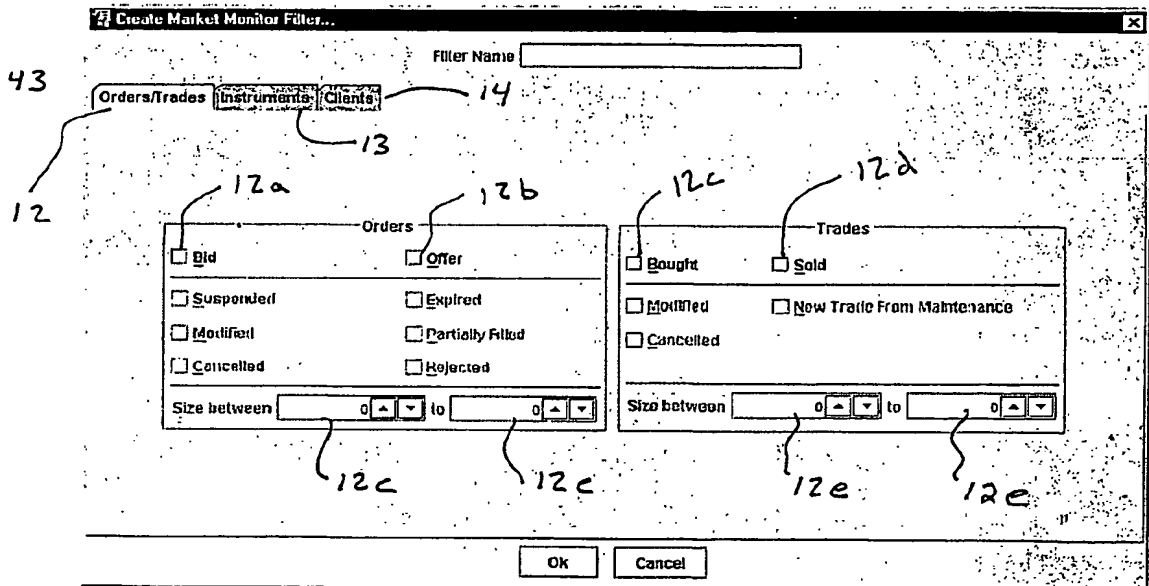 Create Market Monitor Filter...
Filter Name
43
Orders/Trades Instruments Clients 14
13
12
12a 12b 12c 12d
Orders Trades
Bid Offer Bought Sold
Suspended Expired Modified New Trade From Maintenance
Modified Partially Filled Cancelled
Cancelled Rejected
Size between 0 to 0 Size between 0 to 0
12e 12e 12e 12e
Ok Cancel